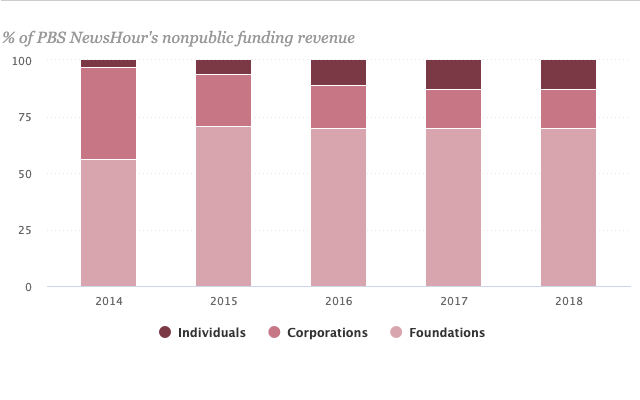 % of PBS NewsHour's nonpublic funding revenue
100
75
50
25
0
2014 2015 2016 2017 2018
Individuals Corporations Foundations